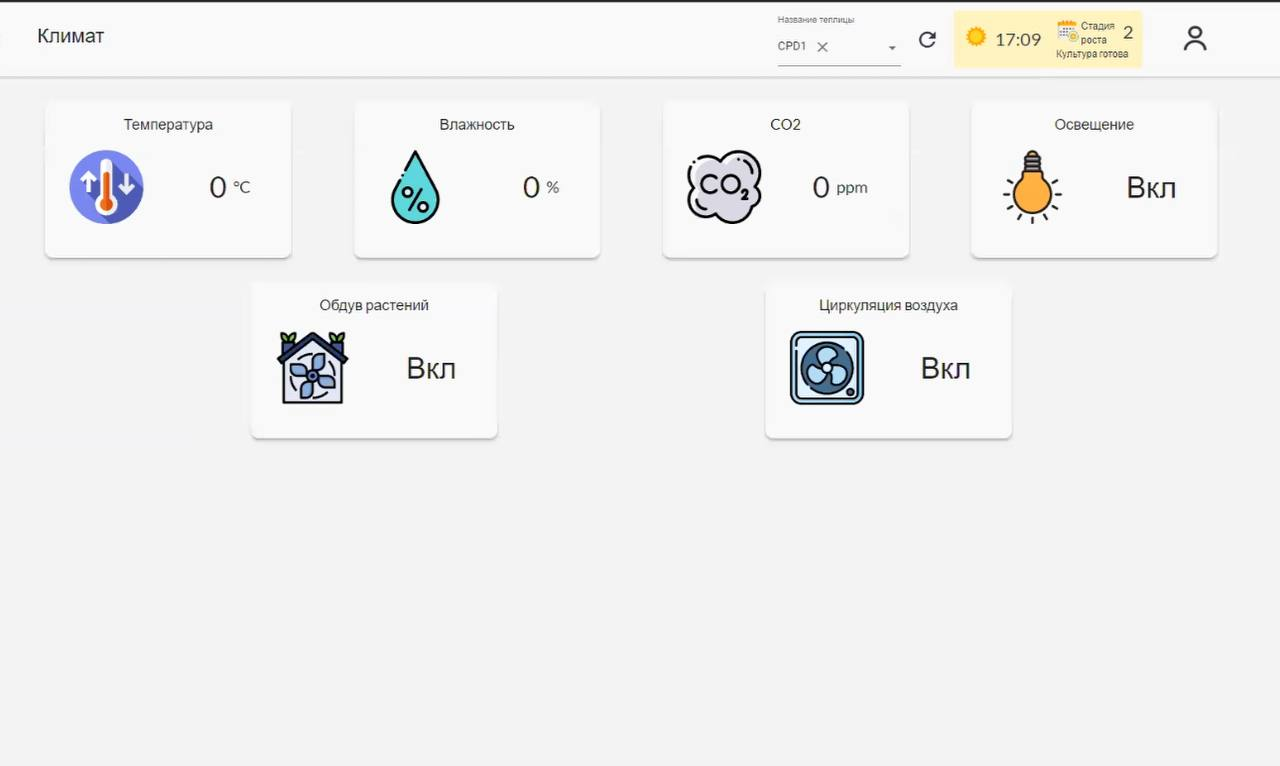 Климат
Название теплицы
CPD1
17:09
Стадия
роста
2
Культура готова
Температура
0 °C
Влажность
%
0 %
CO2
CO2
0 ppm
Освещение
Вкл
Обдув растений
Вкл
Циркуляция воздуха
Вкл